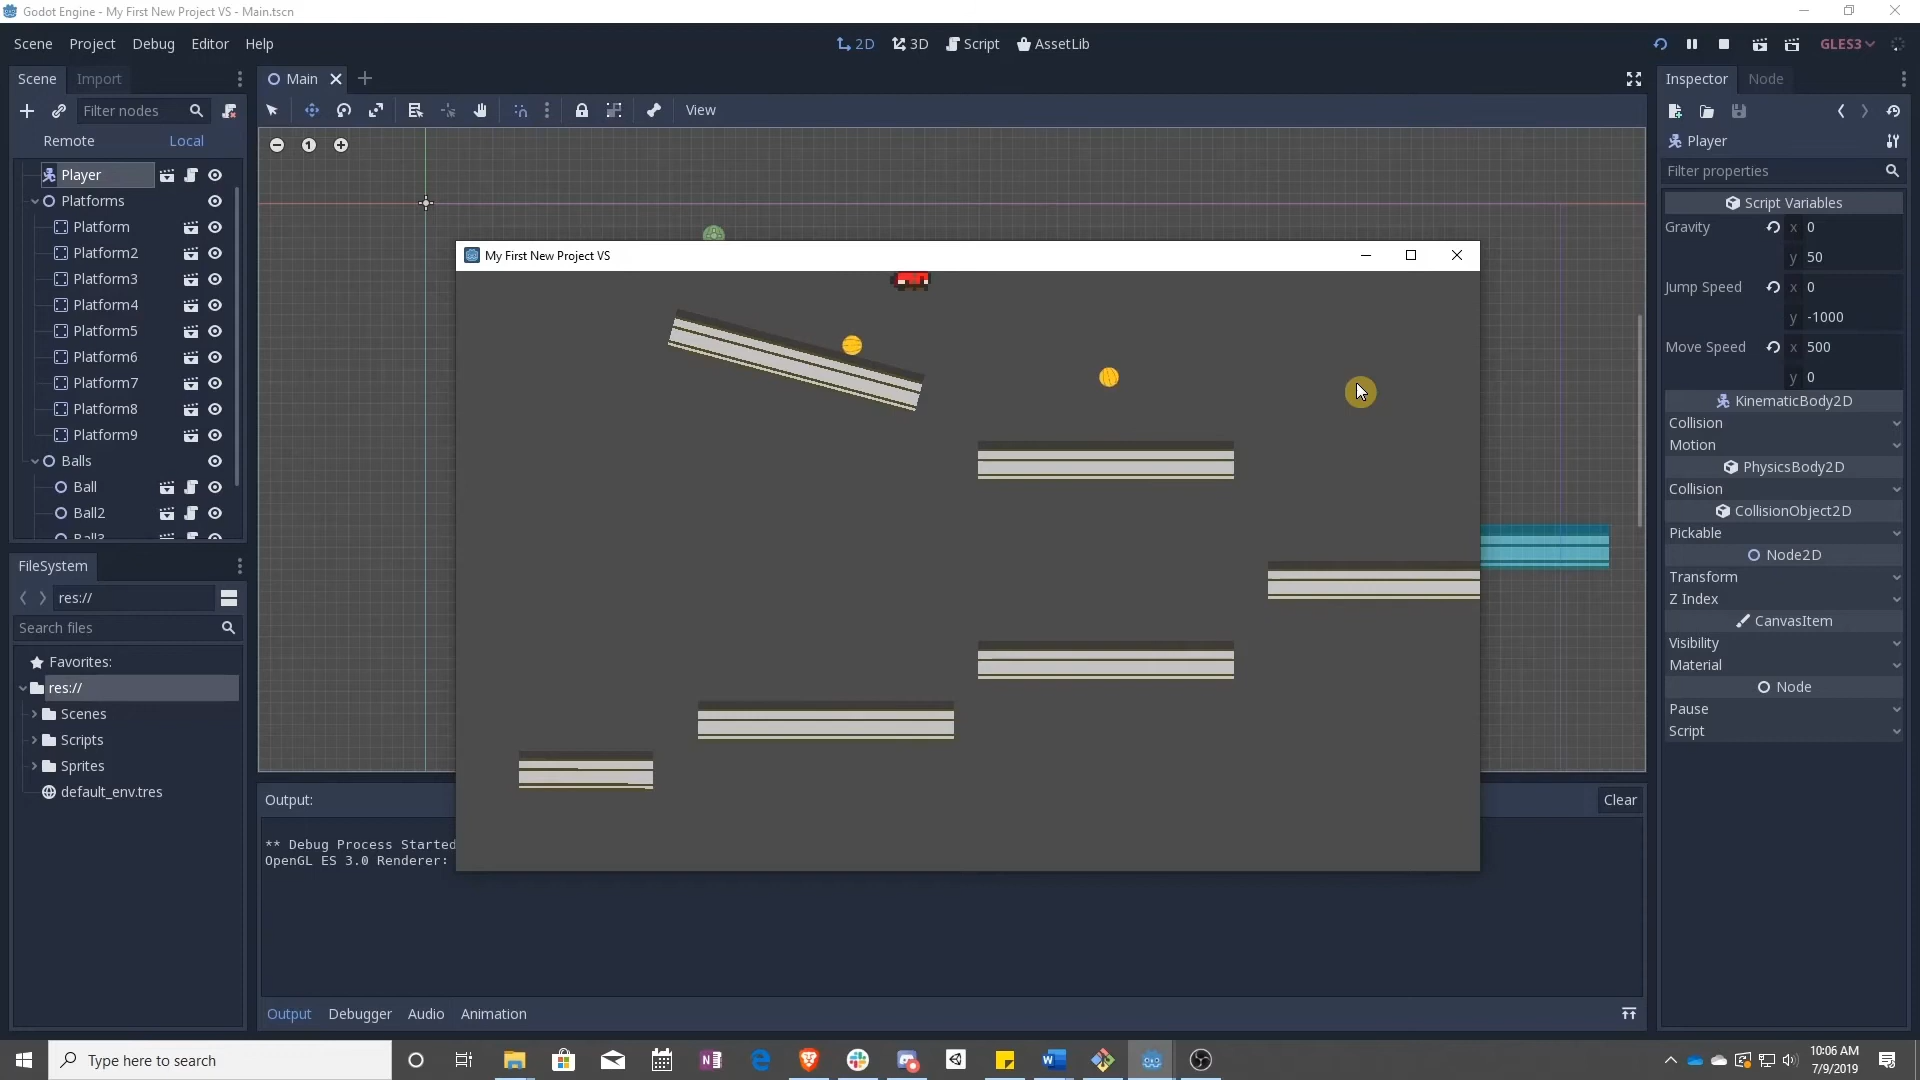 Godot Engine - My First New Project VS - Main.tscn
Scene Project Debug Editor Help
2D 3D Script AssetLib
GLES3
Scene Import
Main
Inspector Node
Filter nodes
View
Remote Local
Player
Platforms
Platform
Platform2
Platform3
Platform4
Platform5
Platform6
Platform7
Platform8
Platform9
Balls
Ball
Ball2
Ball3
FileSystem
res://
Search files
Favorites:
res://
Scenes
Scripts
Sprites
default_env.tres
1
My First New Project VS
Output:
Clear
** Debug Process Started
OpenGL ES 3.0 Renderer:
Output Debugger Audio Animation
Player
Filter properties
Script Variables
Gravity x 0
y 50
Jump Speed x 0
y -1000
Move Speed x 500
y 0
KinematicBody2D
Collision
Motion
PhysicsBody2D
Collision
CollisionObject2D
Pickable
Node2D
Transform
Z Index
CanvasItem
Visibility
Material
Node
Pause
Script
Type here to search
10:06 AM
7/9/2019